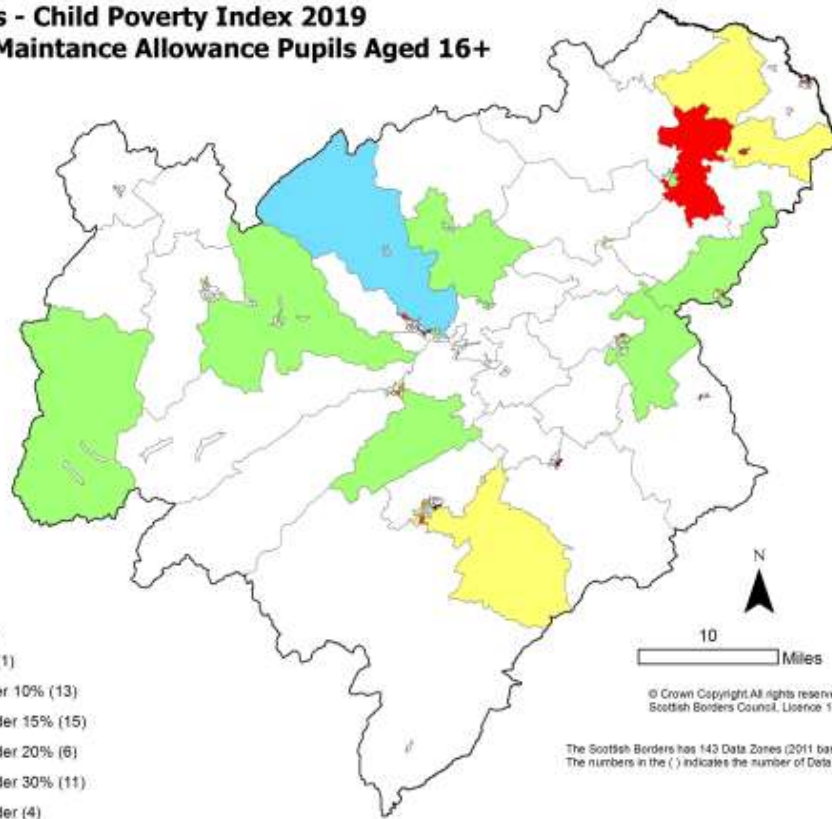 s - Child Poverty Index 2019
Maintance Allowance Pupils Aged 16+
N
10
Miles
1)
er 10% (13)
der 15% (15)
der 20% (6)
der 30% (11)
der (4)
© Crown Copyright All rights reserve
Scottish Borders Council, Licence 1
The Scottish Borders has 143 Data Zones (2011 ba
The numbers in the ( ) indicates the number of Data